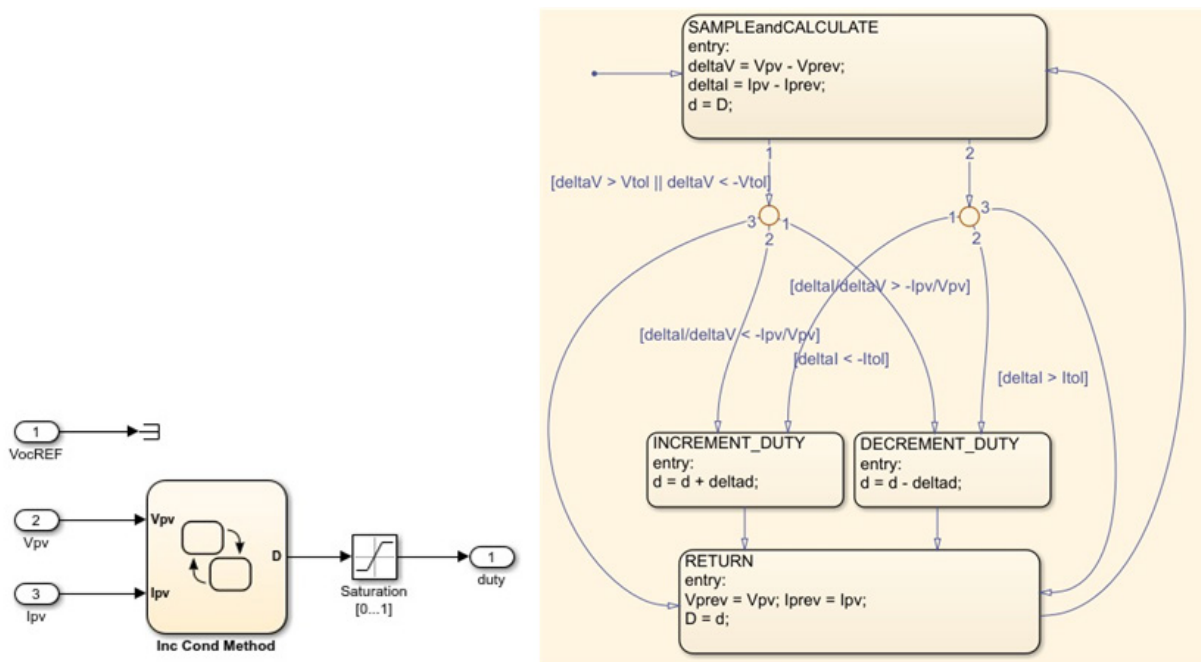 SAMPLEandCALCULATE
entry:
deltaV = Vpv - Vprev;
deltaI = Ipv - Iprev;
d = D;
1
2
[deltaV > Vtol || deltaV < -Vtol]
3
2
1
1
2
3
[deltaI/deltaV > -Ipv/Vpv]
[deltaI/deltaV < -Ipv/Vpv]
[deltaI < -Itol]
[deltaI > Itol]
INCREMENT_DUTY
entry:
d = d + deltad;
DECREMENT_DUTY
entry:
d = d - deltad;
RETURN
entry:
Vprev = Vpv; Iprev = Ipv;
D = d;
1
VocREF
2
Vpv
3
Ipv
Vpv
Ipv
D
Inc Cond Method
Saturation
[0...1]
1
duty